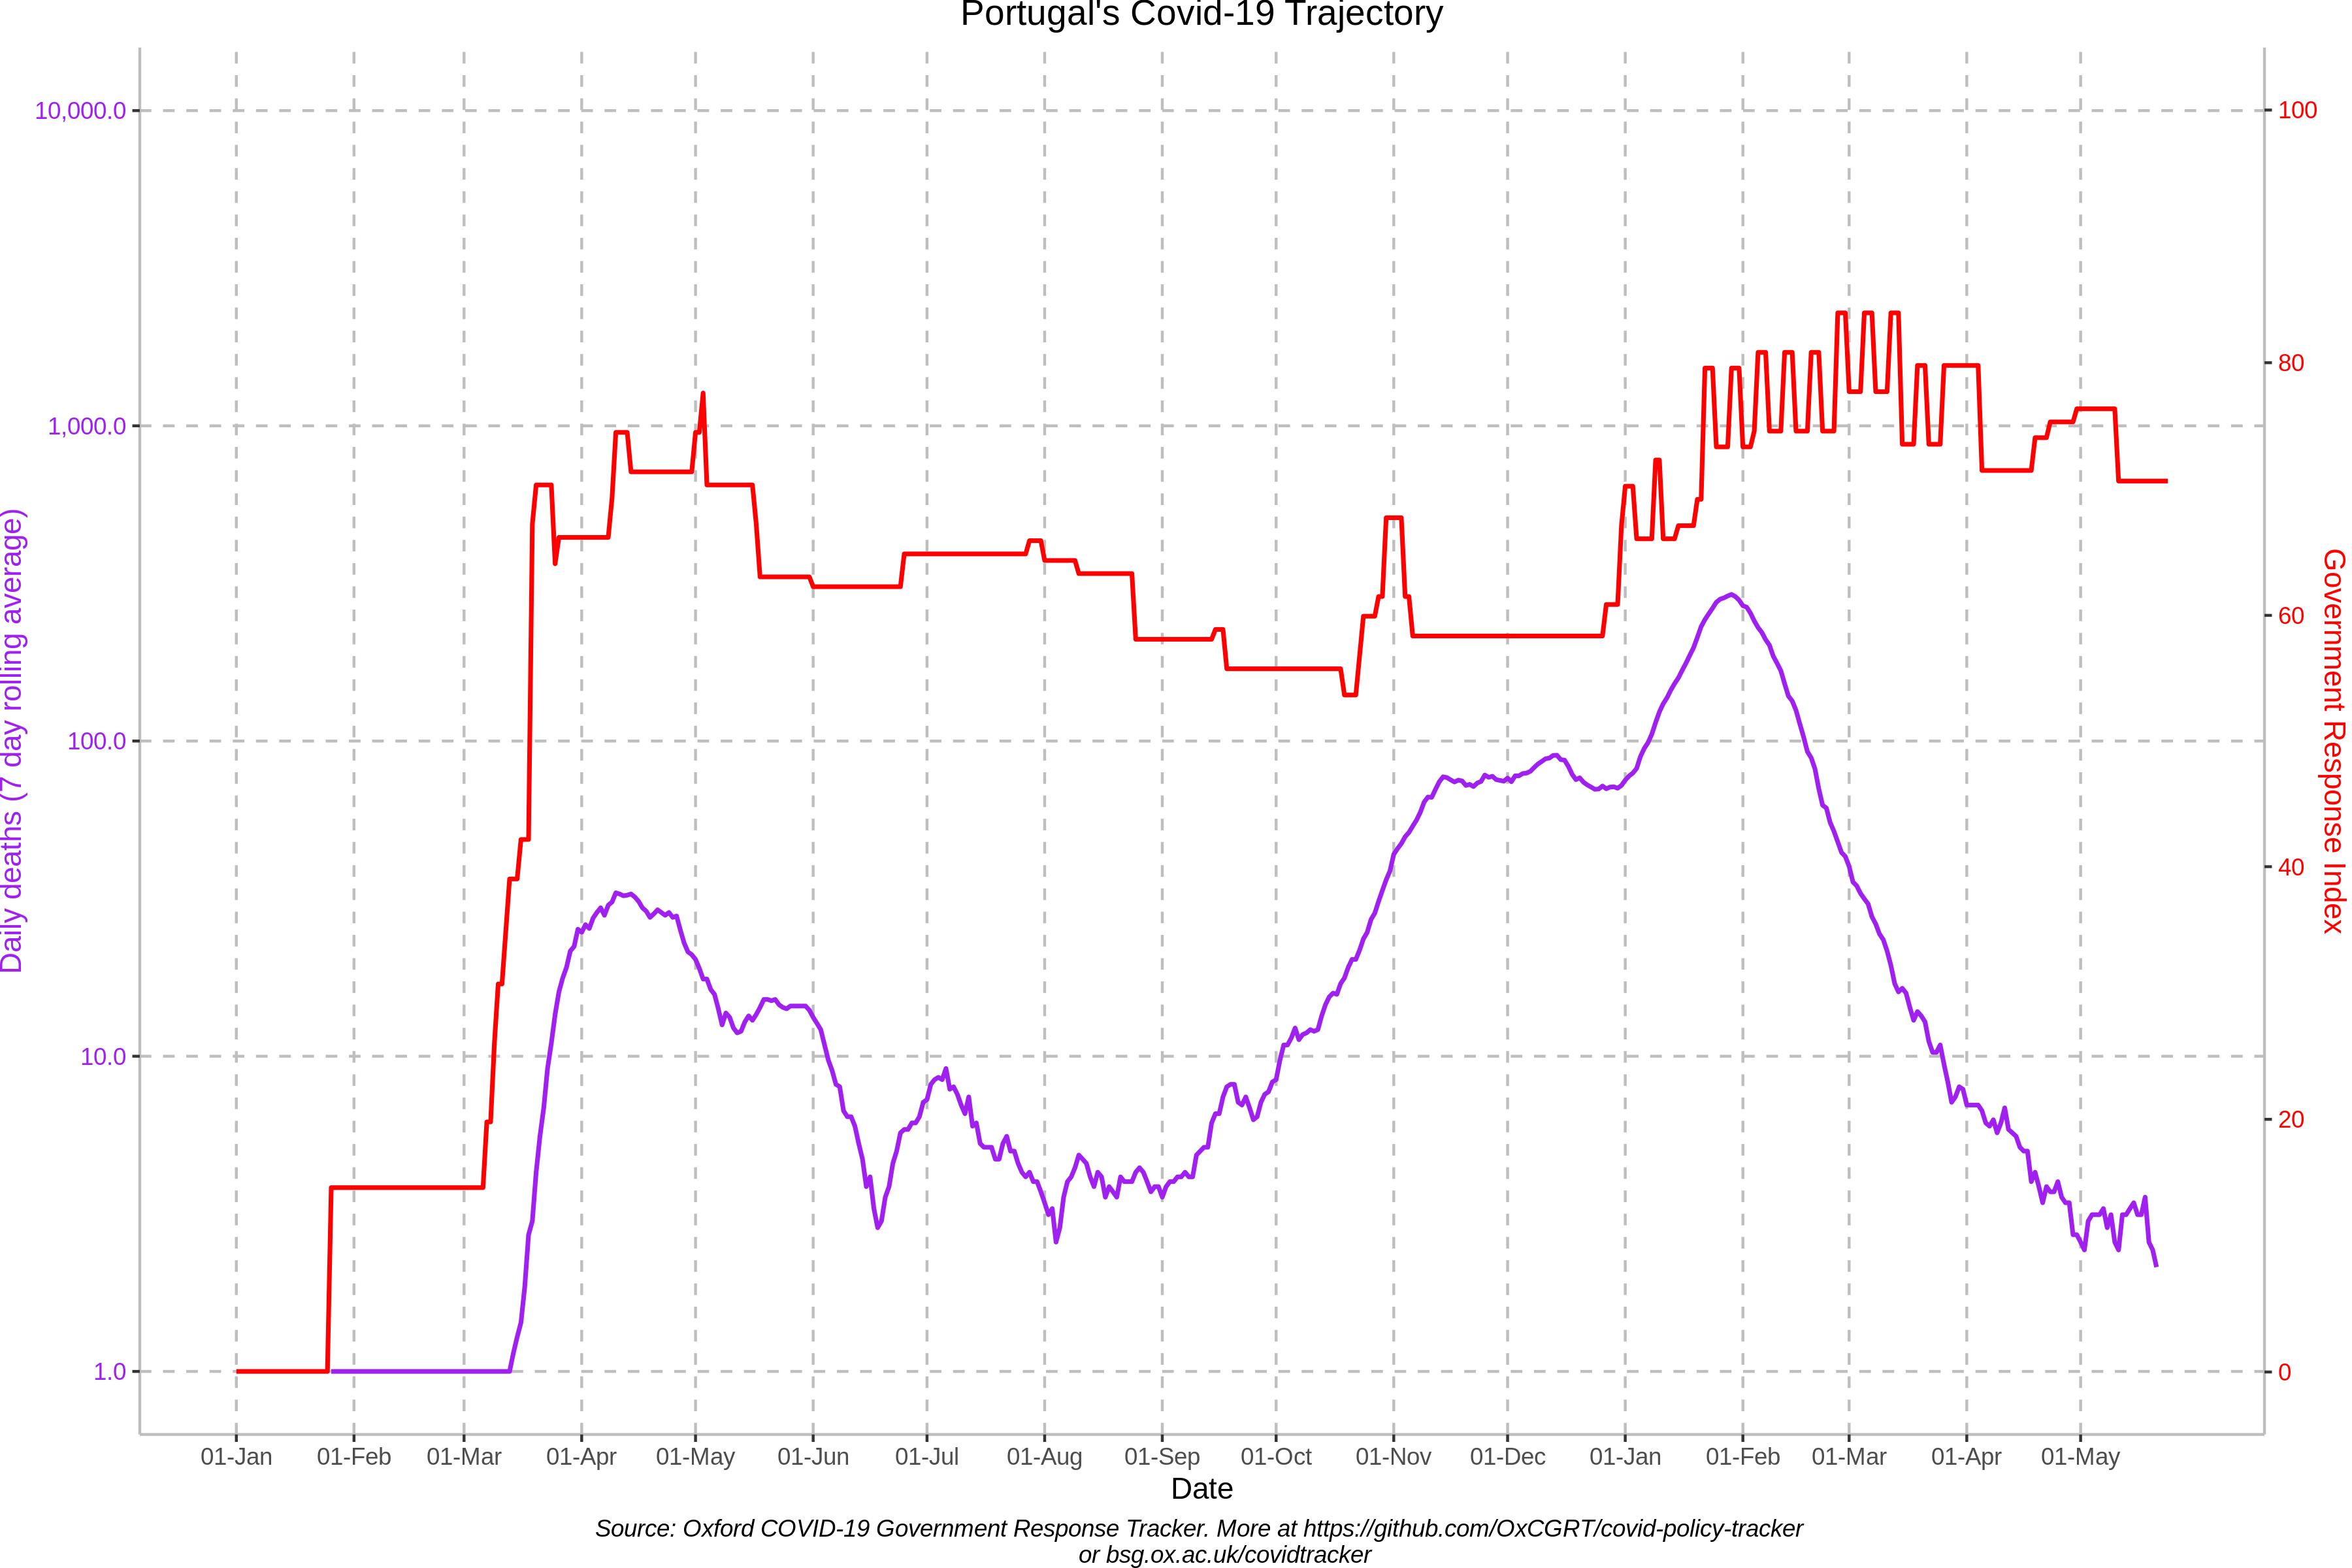 Portugal's Covid-19 Trajectory
10,000.0
1,000.0
100.0
10.0
1.0
Daily deaths (7 day rolling average)
100
80
60
40
20
0
Government Response Index
01-Jan 01-Feb 01-Mar 01-Apr 01-May 01-Jun 01-Jul 01-Aug 01-Sep 01-Oct 01-Nov 01-Dec 01-Jan 01-Feb 01-Mar 01-Apr 01-May
Date
Source: Oxford COVID-19 Government Response Tracker. More at https://github.com/OxCGRT/covid-policy-tracker
or bsg.ox.ac.uk/covidtracker